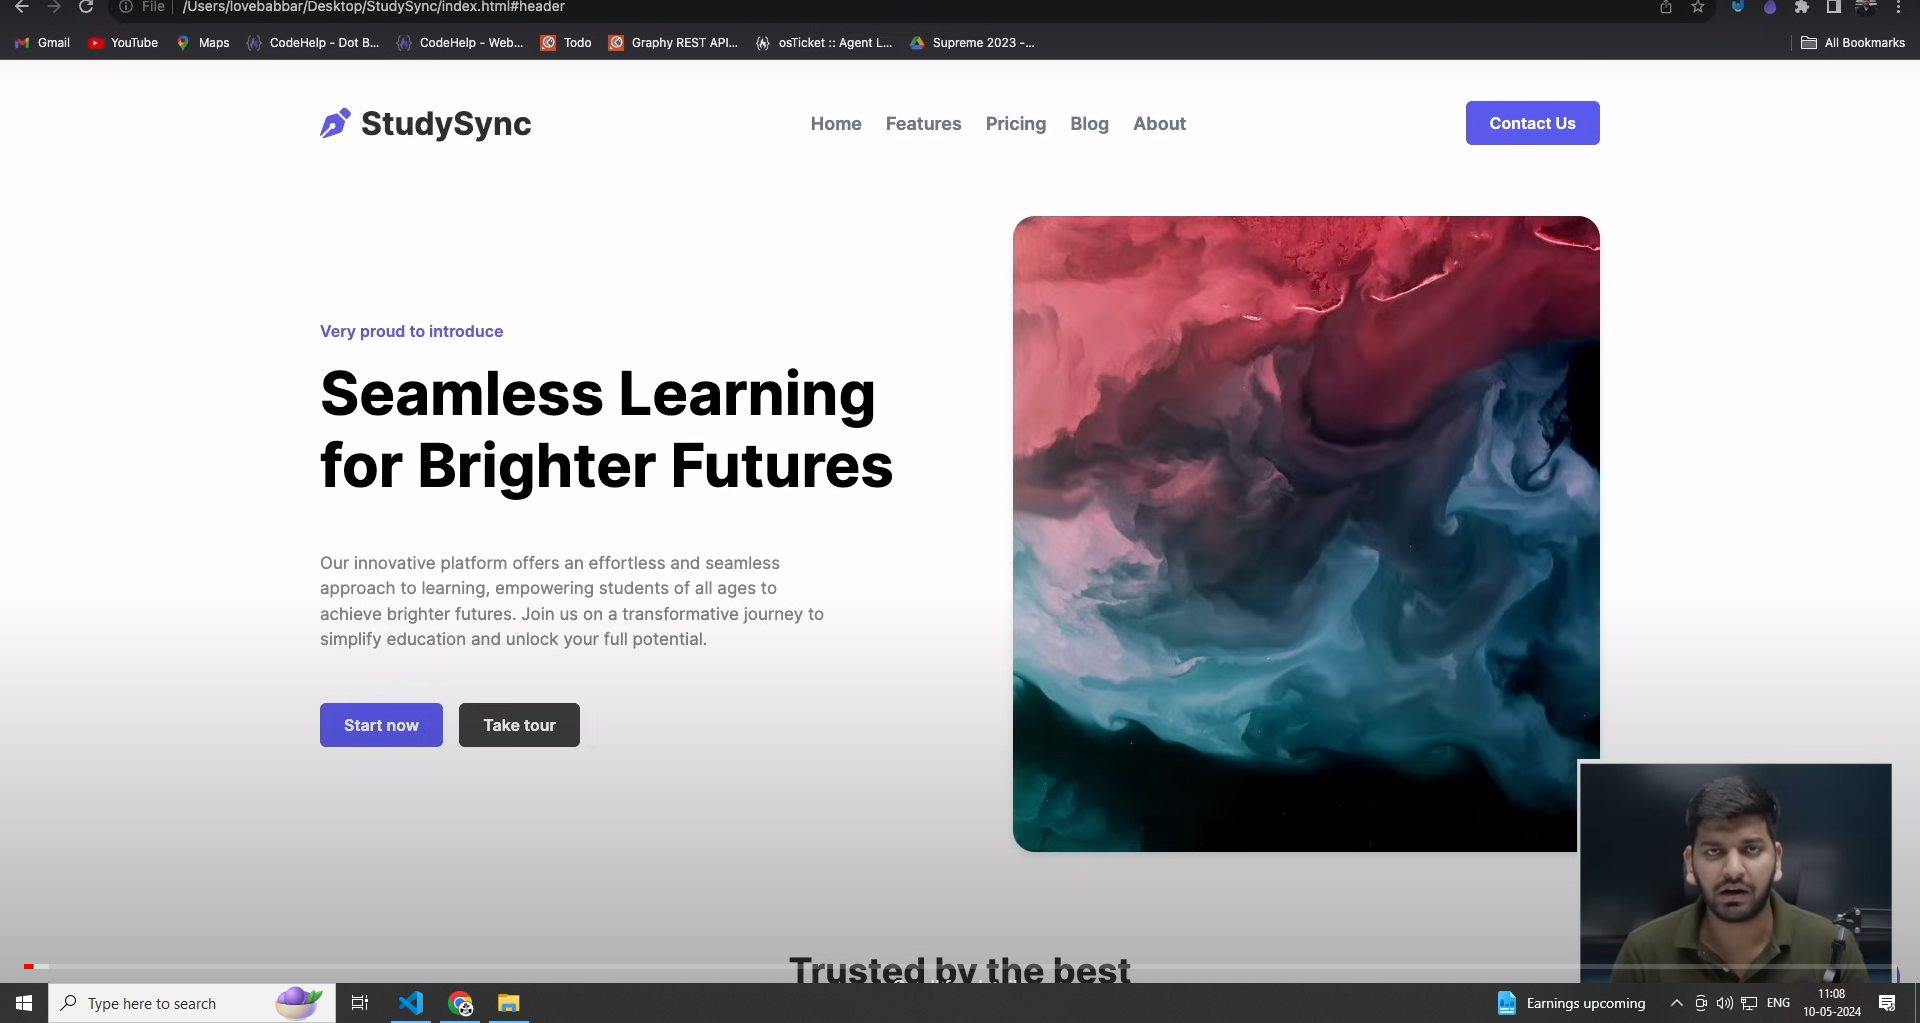 File /Users/lovebabbar/Desktop/StudySync/index.html#header
Gmail YouTube Maps CodeHelp - Dot B... CodeHelp - Web... Todo Graphy REST API... osTicket :: Agent L... Supreme 2023 -... All Bookmarks
StudySync Home Features Pricing Blog About Contact Us
Very proud to introduce
Seamless Learning
for Brighter Futures
Our innovative platform offers an effortless and seamless
approach to learning, empowering students of all ages to
achieve brighter futures. Join us on a transformative journey to
simplify education and unlock your full potential.
Start now Take tour
Trusted by the best
Type here to search Earnings upcoming ENG 11:08
10-05-2024